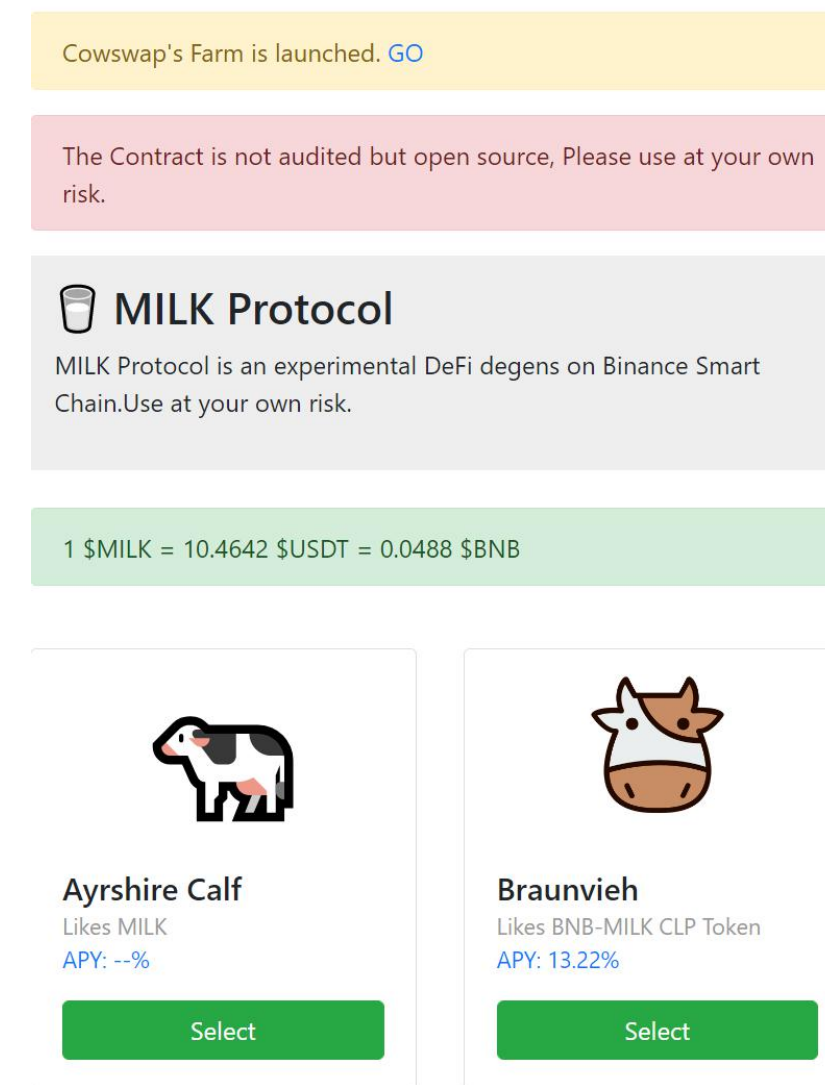 Cowswap's Farm is launched. GO
The Contract is not audited but open source, Please use at your own
risk.
MILK Protocol
MILK Protocol is an experimental DeFi degens on Binance Smart
Chain.Use at your own risk.
1 $MILK = 10.4642 $USDT = 0.0488 $BNB
Ayrshire Calf
Likes MILK
APY: --%
Select
Braunvieh
Likes BNB-MILK CLP Token
APY: 13.22%
Select